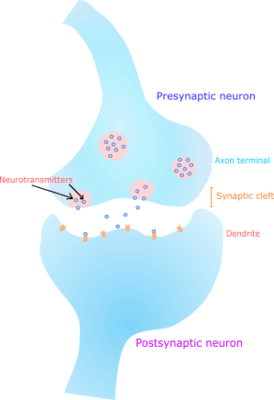 Presynaptic neuron
Axon terminal
Neurotransmitters
Synaptic cleft
Dendrite
Postsynaptic neuron